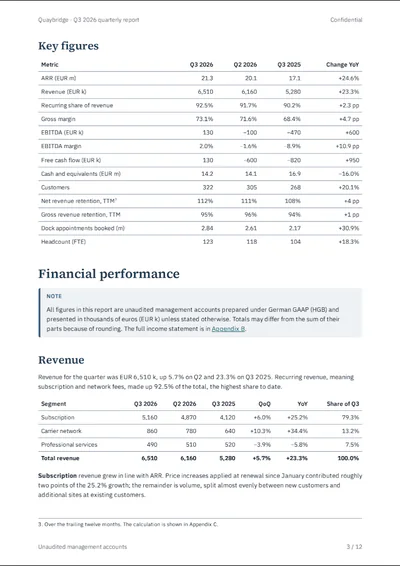 Quaybridge · Q3 2026 quarterly report Confidential
Key figures
Metric Q3 2026 Q2 2026 Q3 2025 Change YoY
ARR (EUR m) 21.3 20.1 17.1 +24.6%
Revenue (EUR k) 6,510 6,160 5,280 +23.3%
Recurring share of revenue 92.5% 91.7% 90.2% +2.3 pp
Gross margin 73.1% 71.6% 68.4% +4.7 pp
EBITDA (EUR k) 130 −100 −470 +600
EBITDA margin 2.0% −1.6% −8.9% +10.9 pp
Free cash flow (EUR k) 130 −600 −820 +950
Cash and equivalents (EUR m) 14.2 14.1 16.9 −16.0%
Customers 322 305 268 +20.1%
Net revenue retention, TTM³ 112% 111% 108% +4 pp
Gross revenue retention, TTM 95% 96% 94% +1 pp
Dock appointments booked (m) 2.84 2.61 2.17 +30.9%
Headcount (FTE) 123 118 104 +18.3%
Financial performance
NOTE
All figures in this report are unaudited management accounts prepared under German GAAP (HGB) and
presented in thousands of euros (EUR k) unless stated otherwise. Totals may differ from the sum of their
parts because of rounding. The full income statement is in Appendix B.
Revenue
Revenue for the quarter was EUR 6,510 k, up 5.7% on Q2 and 23.3% on Q3 2025. Recurring revenue, meaning
subscription and network fees, made up 92.5% of the total, the highest share to date.
Segment Q3 2026 Q2 2026 Q3 2025 QoQ YoY Share of Q3
Subscription 5,160 4,870 4,120 +6.0% +25.2% 79.3%
Carrier network 860 780 640 +10.3% +34.4% 13.2%
Professional services 490 510 520 −3.9% −5.8% 7.5%
Total revenue 6,510 6,160 5,280 +5.7% +23.3% 100.0%
Subscription revenue grew in line with ARR. Price increases applied at renewal since January contributed roughly
two points of the 25.2% growth; the remainder is volume, split almost evenly between new customers and
additional sites at existing customers.
3. Over the trailing twelve months. The calculation is shown in Appendix C.
Unaudited management accounts 3 / 12